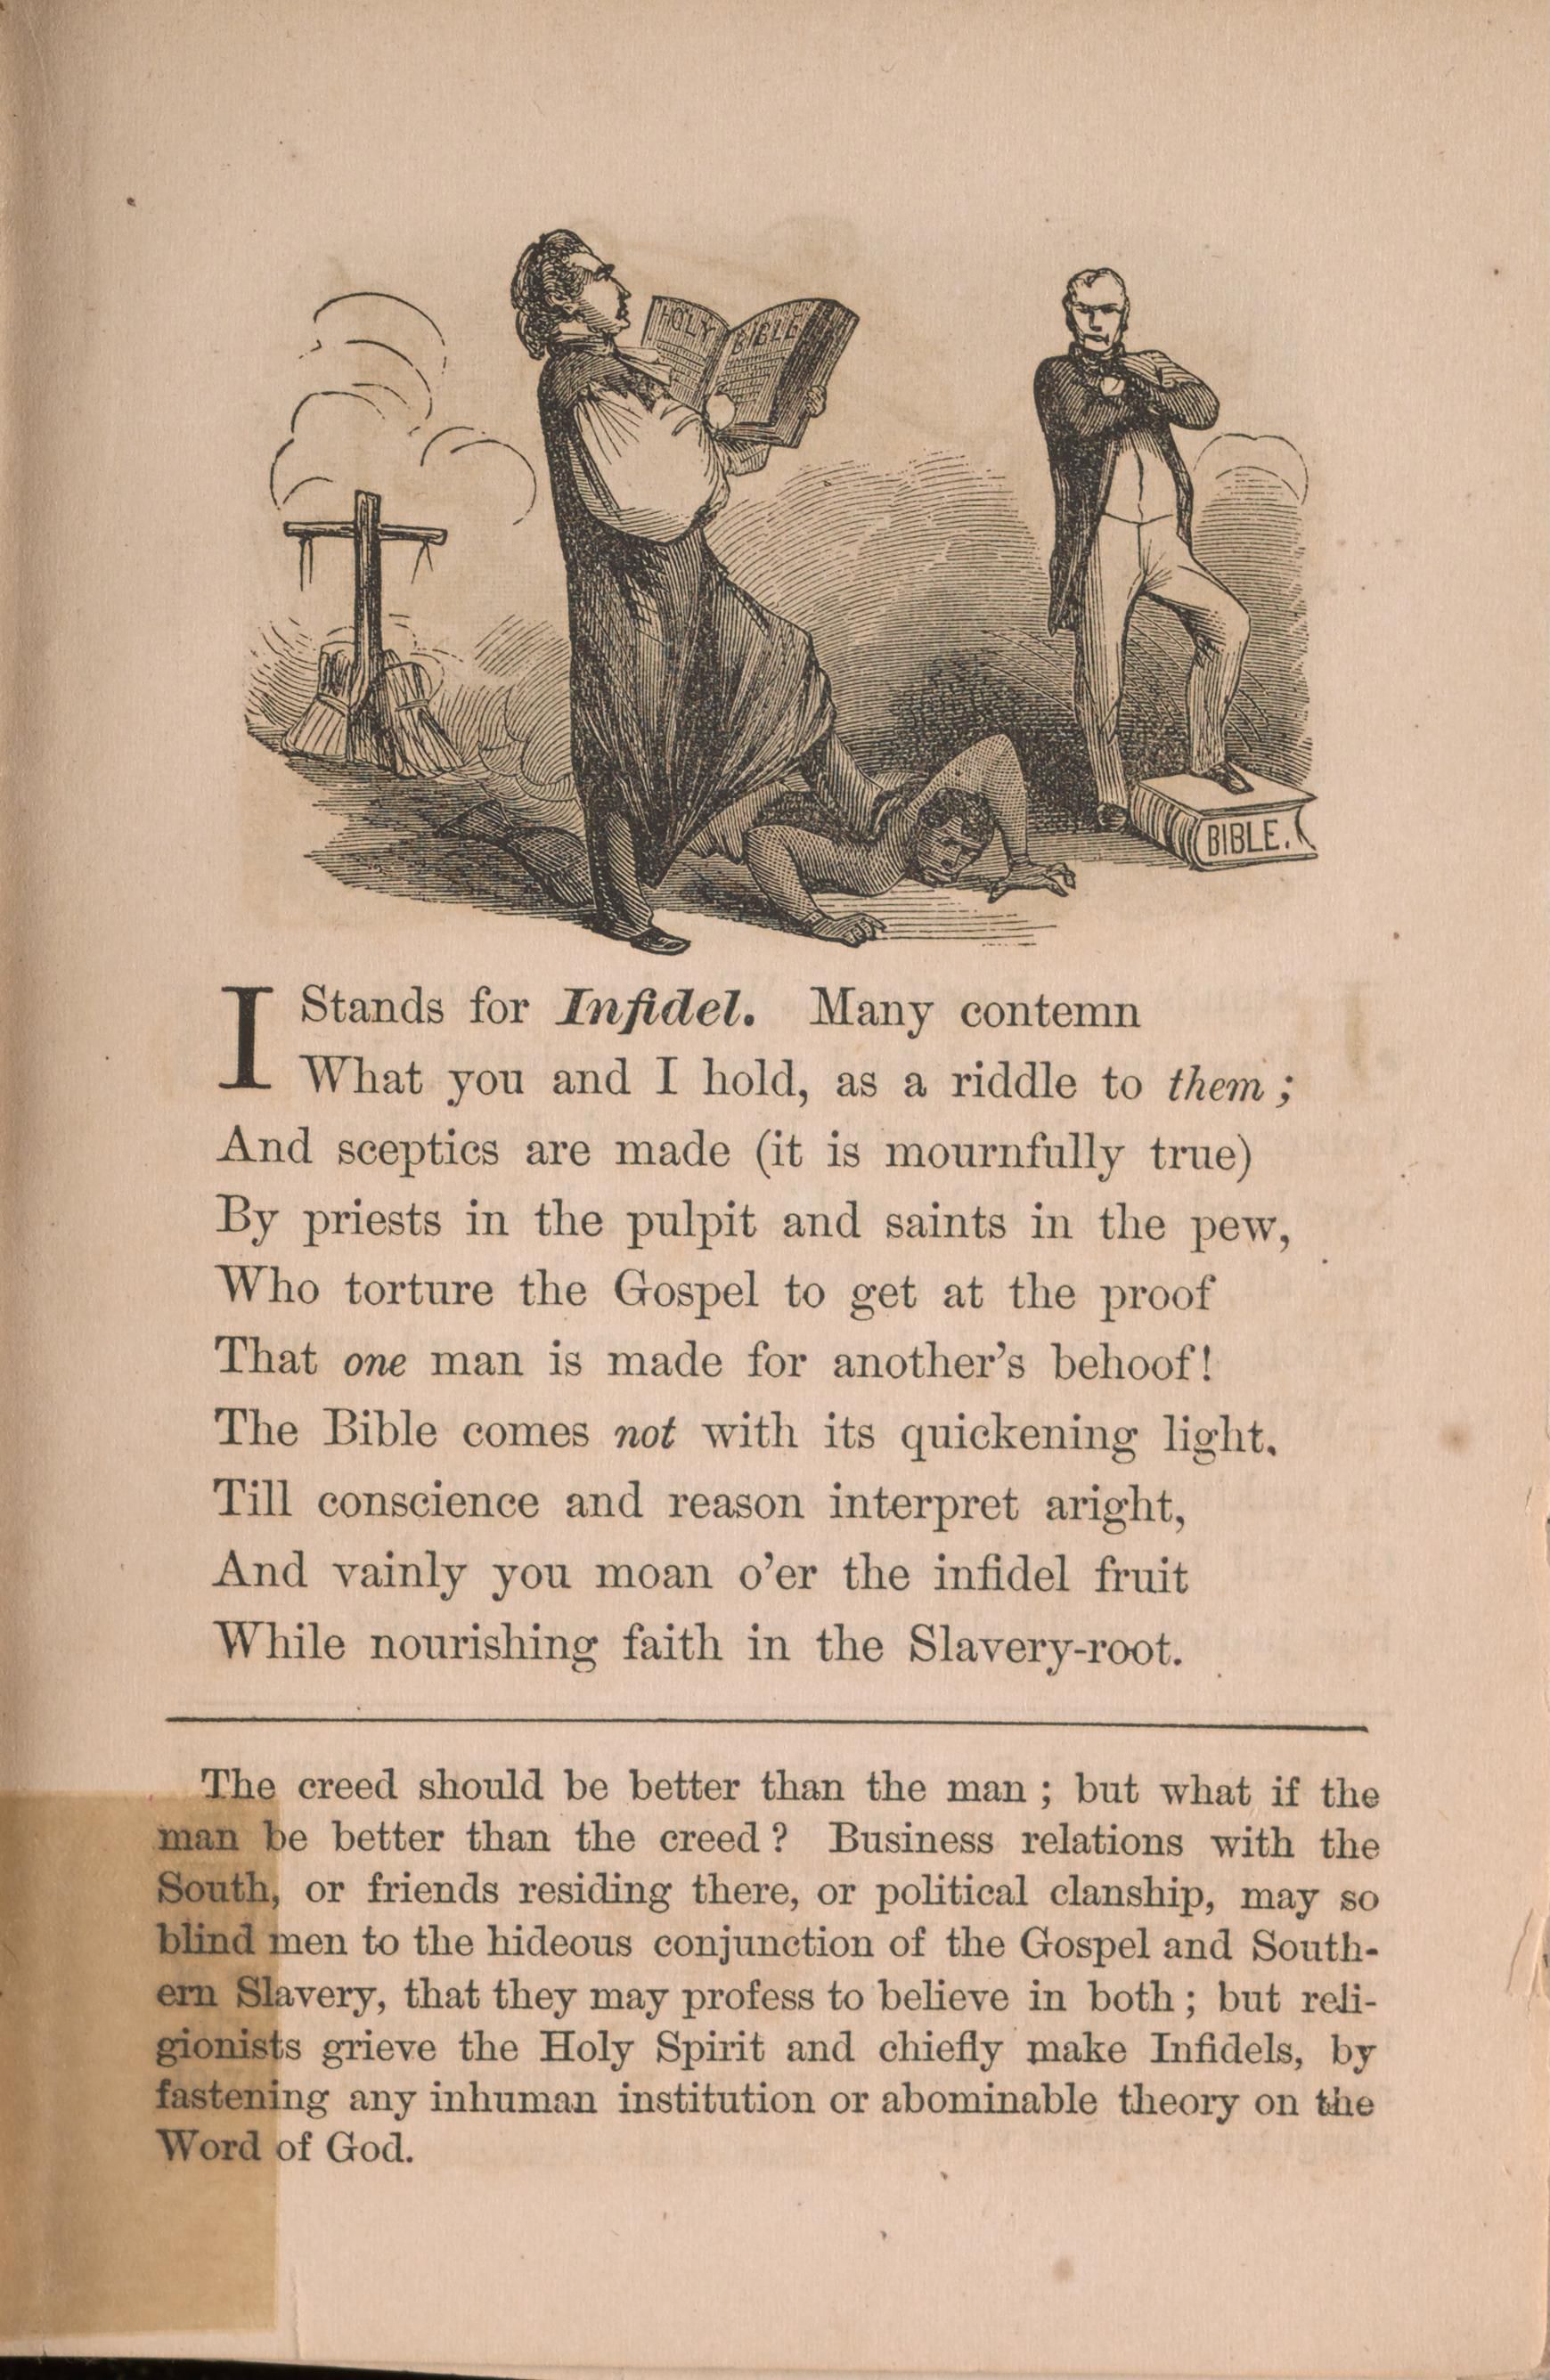 HOLY BIBLE
BIBLE.
I Stands for Infidel. Many contemn
What you and I hold, as a riddle to them;
And sceptics are made (it is mournfully true)
By priests in the pulpit and saints in the pew,
Who torture the Gospel to get at the proof
That one man is made for another's behoof!
The Bible comes not with its quickening light.
Till conscience and reason interpret aright,
And vainly you moan o'er the infidel fruit
While nourishing faith in the Slavery-root.
The creed should be better than the man; but what if the
man be better than the creed? Business relations with the
South, or friends residing there, or political clanship, may so
blind men to the hideous conjunction of the Gospel and South-
ern Slavery, that they may profess to believe in both; but reli-
gionists grieve the Holy Spirit and chiefly make Infidels, by
fastening any inhuman institution or abominable theory on the
Word of God.